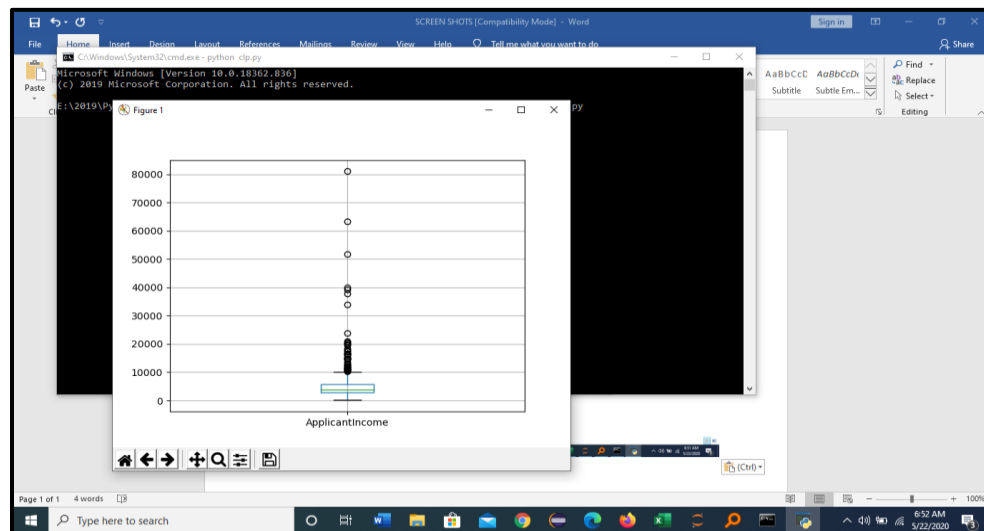 SCREEN SHOTS [Compatibility Mode] - Word
Sign in
File Home Insert Design Layout References Mailings Review View Help Tell me what you want to do
Share
C:\Windows\System32\cmd.exe - python clp.py
Microsoft Windows [Version 10.0.18362.836]
(c) 2019 Microsoft Corporation. All rights reserved.
E:\2019\Py
py
Paste
AaBbCcD AaBbCcDt
Subtitle Subtle Em...
Find
Replace
Select
Editing
Figure 1
80000
70000
60000
50000
40000
30000
20000
10000
0
ApplicantIncome
(Ctrl)
Page 1 of 1 4 words
100%
Type here to search
6:52 AM
5/22/2020